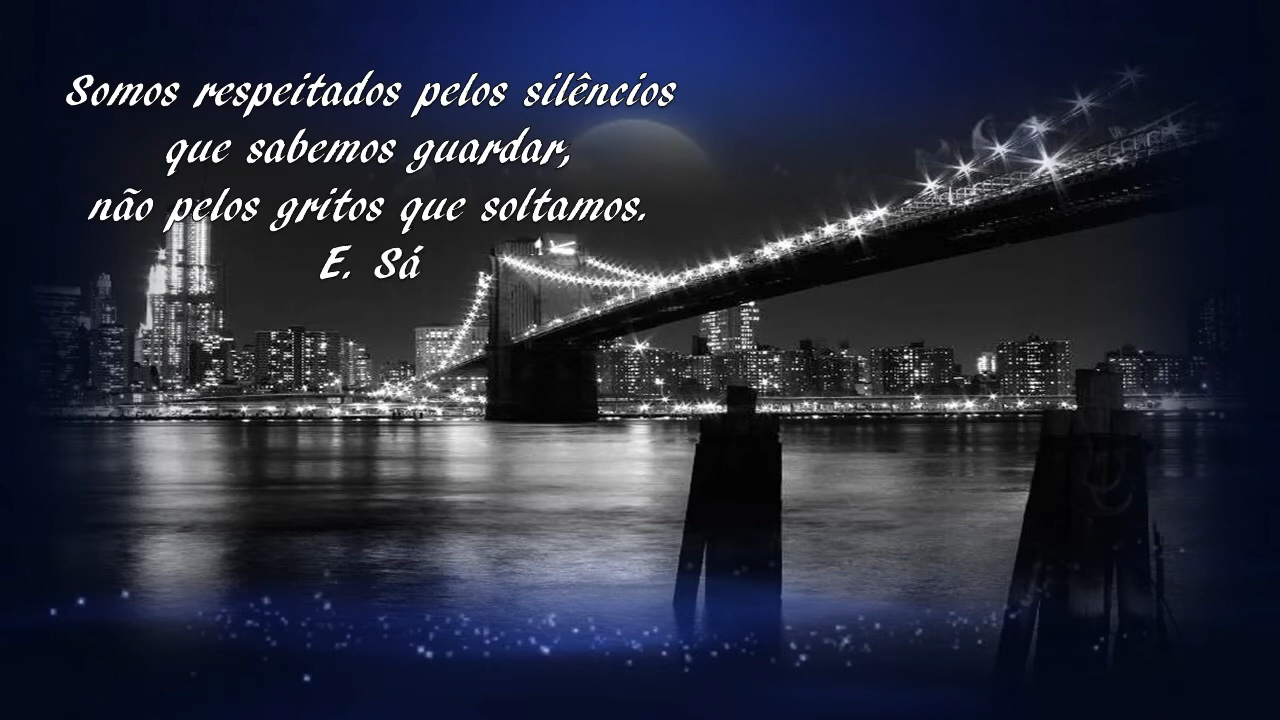 Somos respeitados pelos silêncios
que sabemos guardar,
não pelos gritos que soltamos.
E. Sá